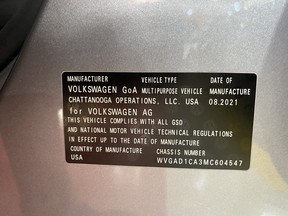 MANUFACTURER VEHICLE TYPE DATE OF
VOLKSWAGEN GoA MULTIPURPOSE VEHICLE MANUFACTURE
CHATTANOOGA OPERATIONS, LLC. USA 08.2021
for VOLKSWAGEN AG
THIS VEHICLE COMPLIES WITH ALL GSO
AND NATIONAL MOTOR VEHICLE TECHNICAL REGULATIONS
IN EFFECT UP TO THE DATE OF MANUFACTURE
COUNTRY OF MANUFACTURE CHASSIS NUMBER
USA WVGAD1CA3MC604547